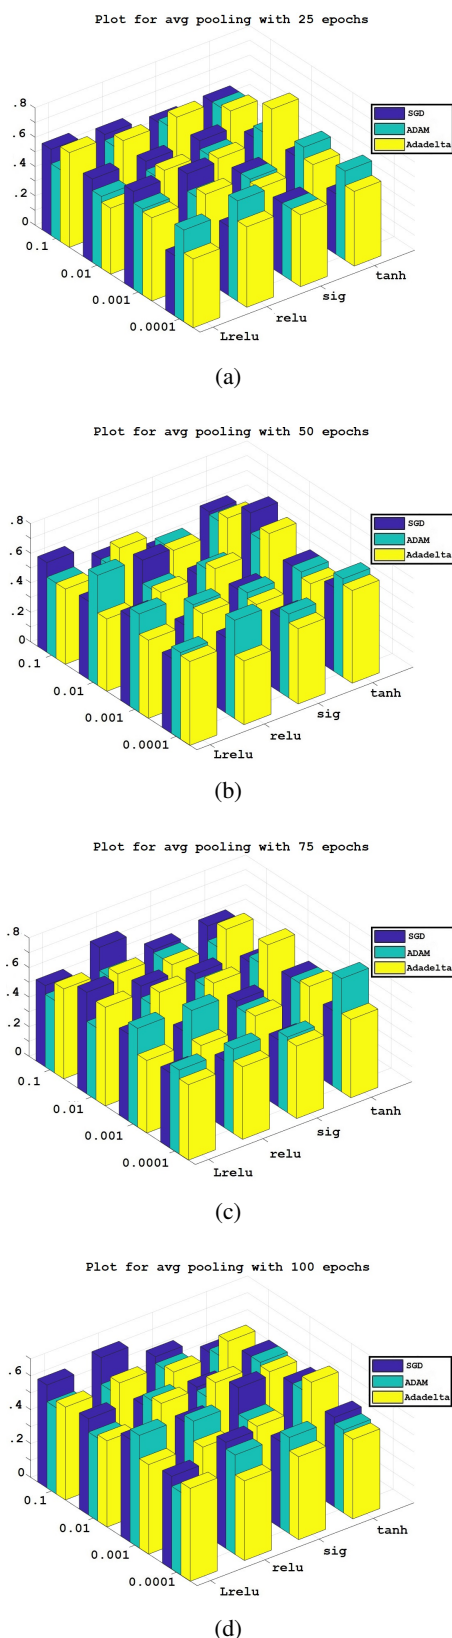 Plot for avg pooling with 25 epochs
.8
.6
.4
.2
0
0.1
0.01
0.001
0.0001
Lrelu
relu
sig
tanh
SGD
ADAM
Adadelta
(a)
Plot for avg pooling with 50 epochs
.8
.6
.4
.2
0
0.1
0.01
0.001
0.0001
Lrelu
relu
sig
tanh
SGD
ADAM
Adadelta
(b)
Plot for avg pooling with 75 epochs
.8
.6
.4
.2
0
0.1
0.01
0.001
0.0001
Lrelu
relu
sig
tanh
SGD
ADAM
Adadelta
(c)
Plot for avg pooling with 100 epochs
.6
.4
.2
0
0.1
0.01
0.001
0.0001
Lrelu
relu
sig
tanh
SGD
ADAM
Adadelta
(d)